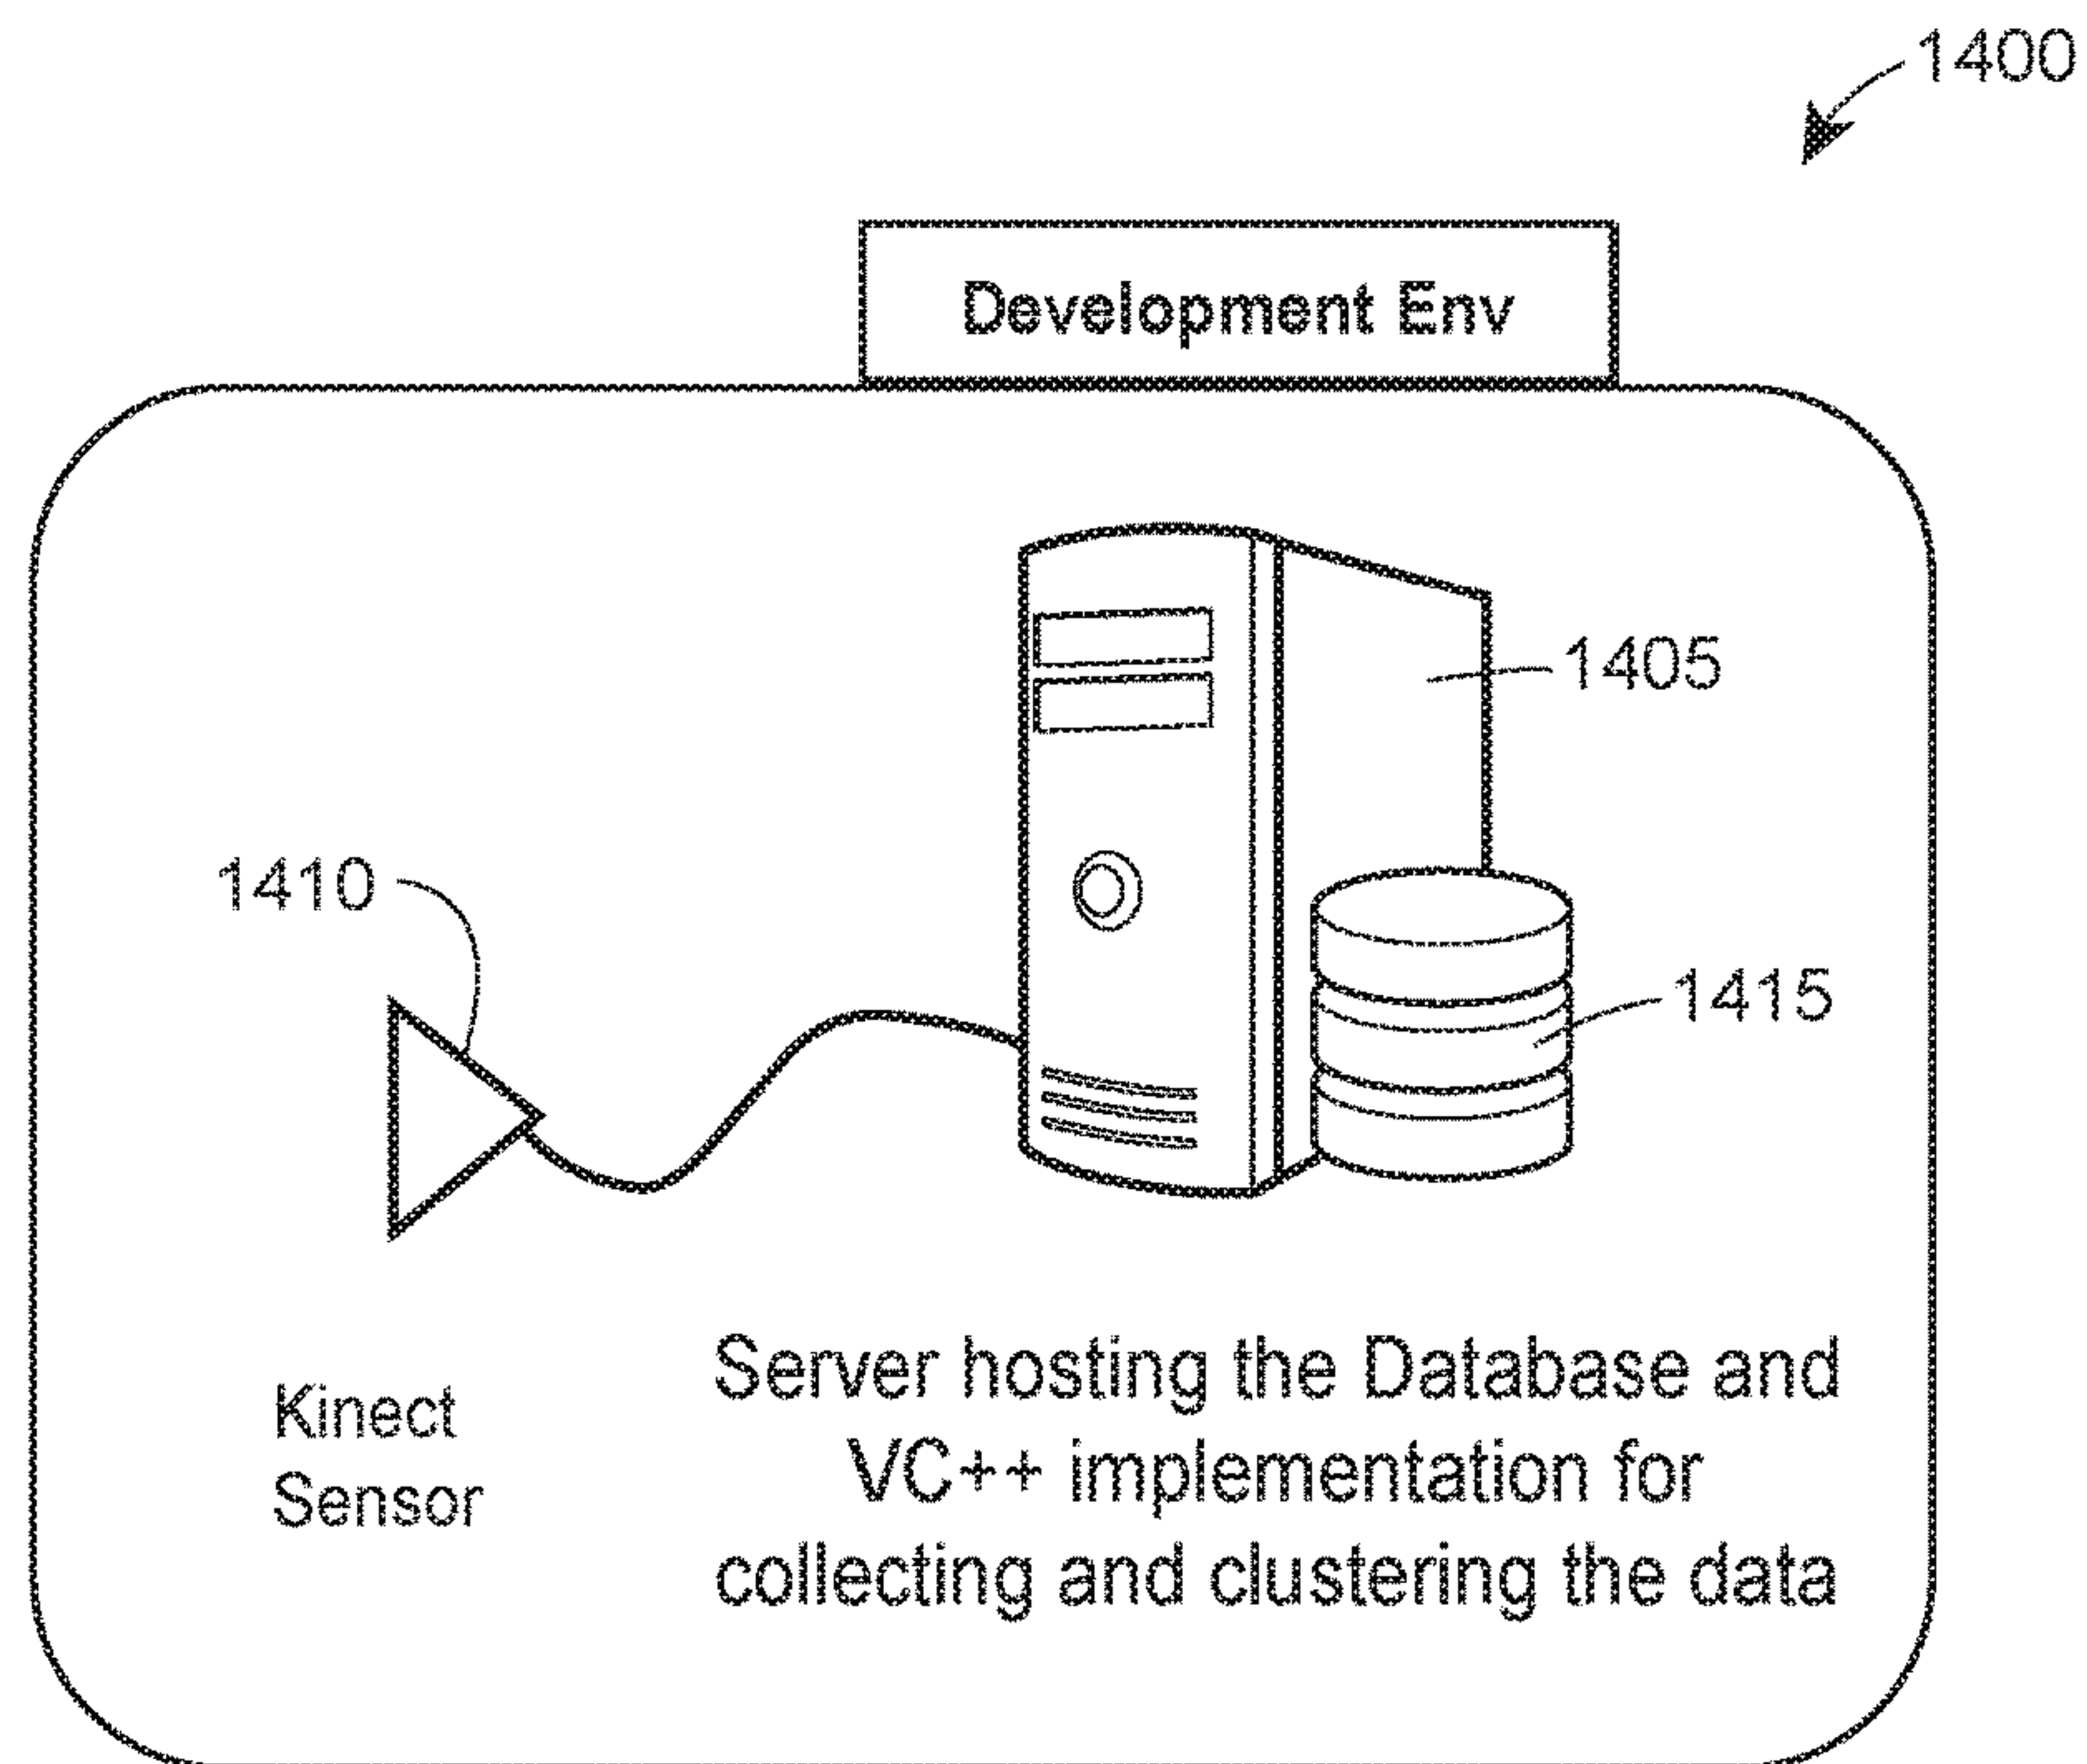 1400
Development Env
1405
1410
1415
Kinect
Sensor
Server hosting the Database and
VC++ implementation for
collecting and clustering the data